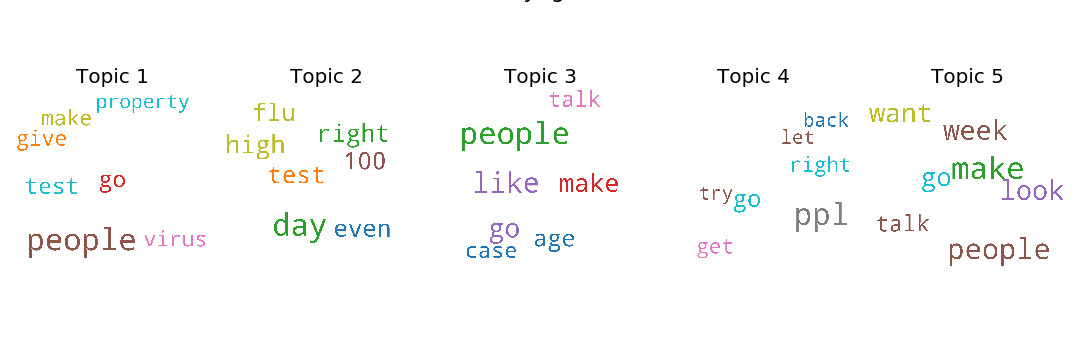 Topic 1
property
make
give
test
go
people
virus
Topic 2
flu
right
high
100
test
day
even
Topic 3
talk
people
like
make
go
age
case
Topic 4
back
let
right
try
go
ppl
get
Topic 5
want
week
make
go
look
talk
people